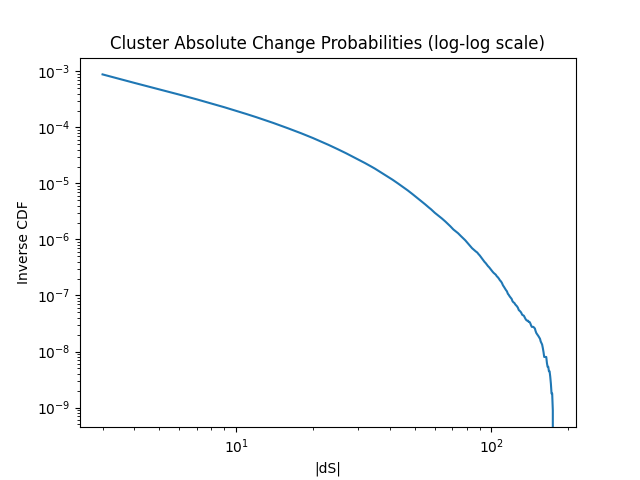 Cluster Absolute Change Probabilities (log-log scale)
10⁻³
10⁻⁴
10⁻⁵
10⁻⁶
10⁻⁷
10⁻⁸
10⁻⁹
Inverse CDF
10¹ 10²
|dS|